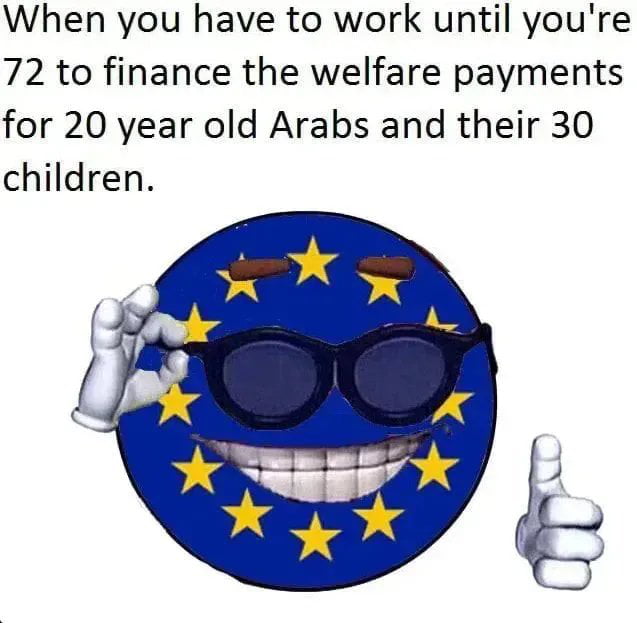 When you have to work until you're
72 to finance the welfare payments
for 20 year old Arabs and their 30
children.